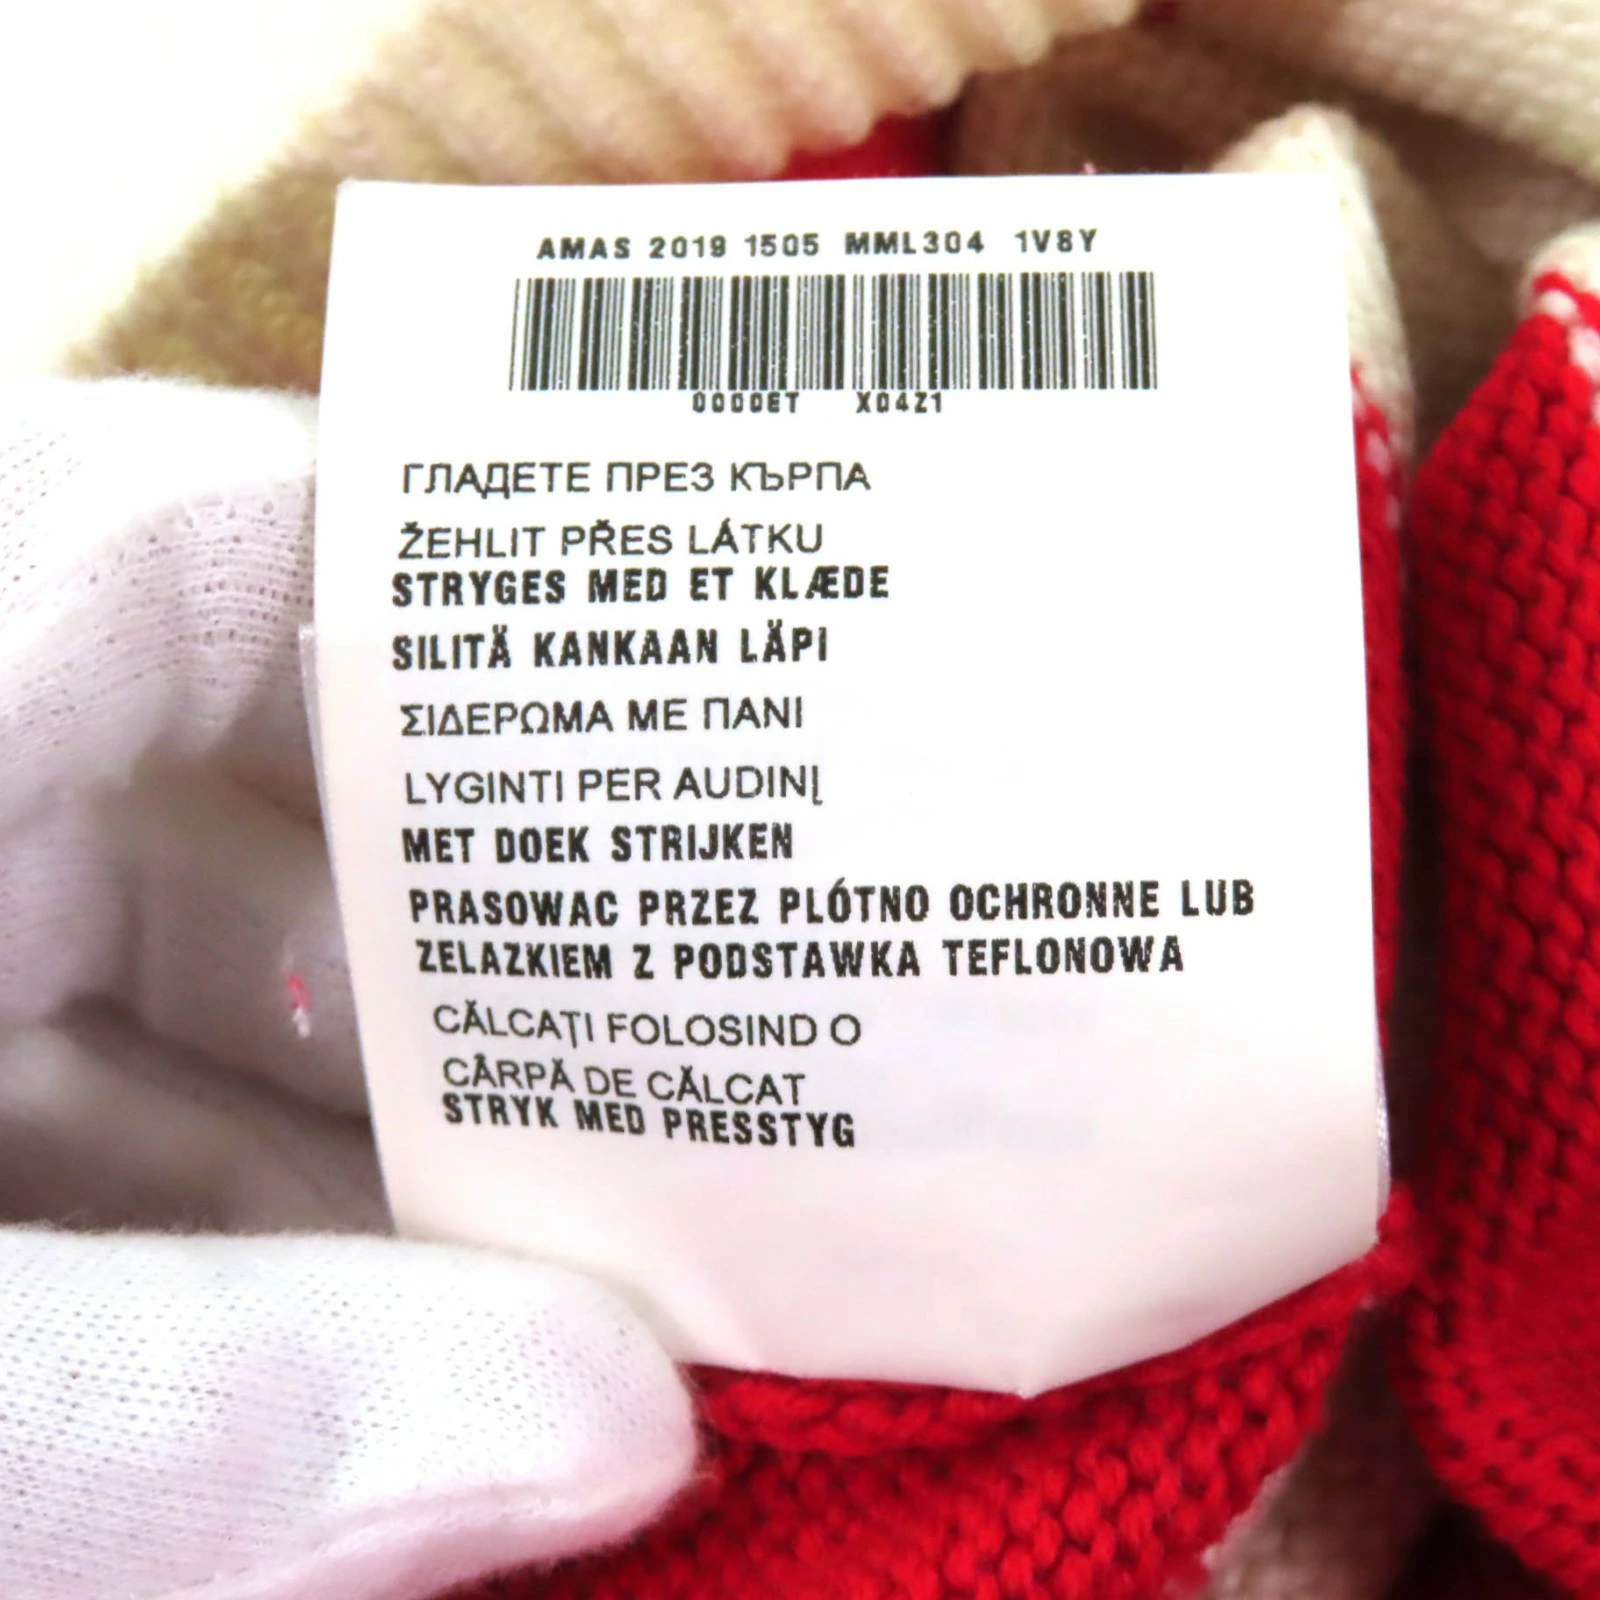 AMAS 2019 1505 MML304 1V8Y
0000ET X04Z1
ГЛАДЕТЕ ПРЕЗ КЪРПА
ŽEHLIT PŘES LÁTKU
STRYGES MED ET KLÆDE
SILITÄ KANKAAN LÄPI
ΣΙΔΕΡΩΜΑ ΜΕ ΠΑΝΙ
LYGINTI PER AUDINĮ
MET DOEK STRIJKEN
PRASOWAC PRZEZ PLÓTNO OCHRONNE LUB
ZELAZKIEM Z PODSTAWKA TEFLONOWA
CĂLCAȚI FOLOSIND O
CÂRPĂ DE CĂLCAT
STRYK MED PRESSTYG